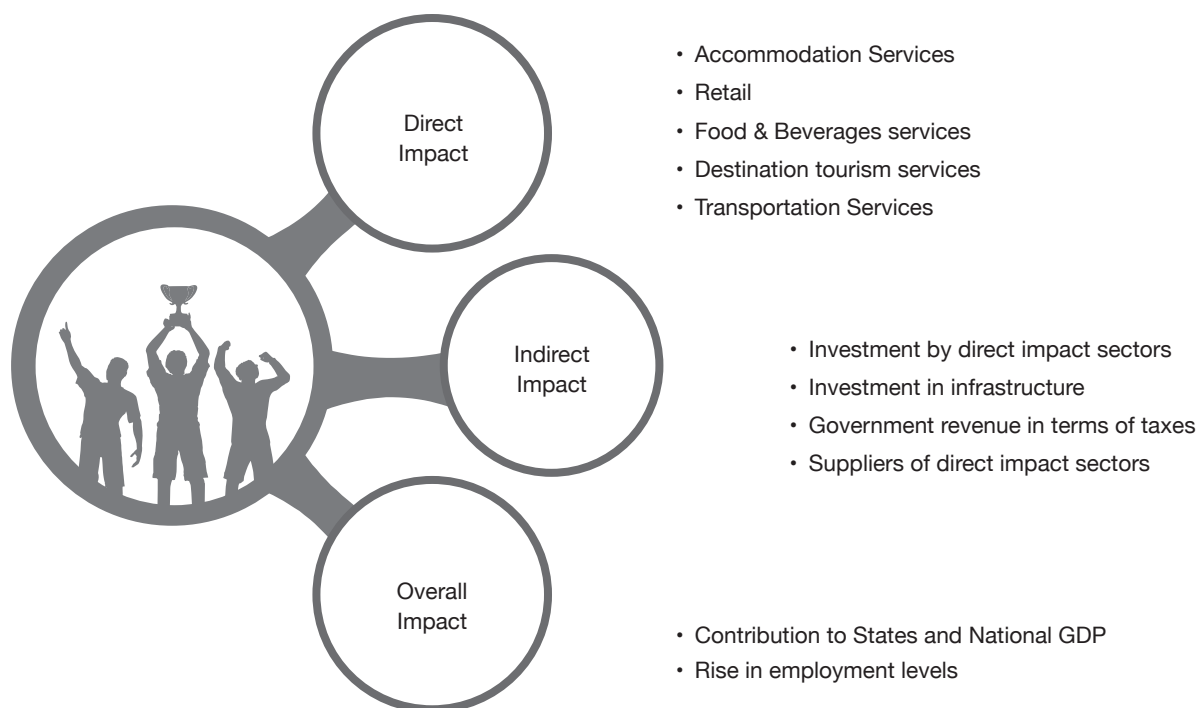 Direct
Impact
• Accommodation Services
• Retail
• Food & Beverages services
• Destination tourism services
• Transportation Services
Indirect
Impact
• Investment by direct impact sectors
• Investment in infrastructure
• Government revenue in terms of taxes
• Suppliers of direct impact sectors
Overall
Impact
• Contribution to States and National GDP
• Rise in employment levels